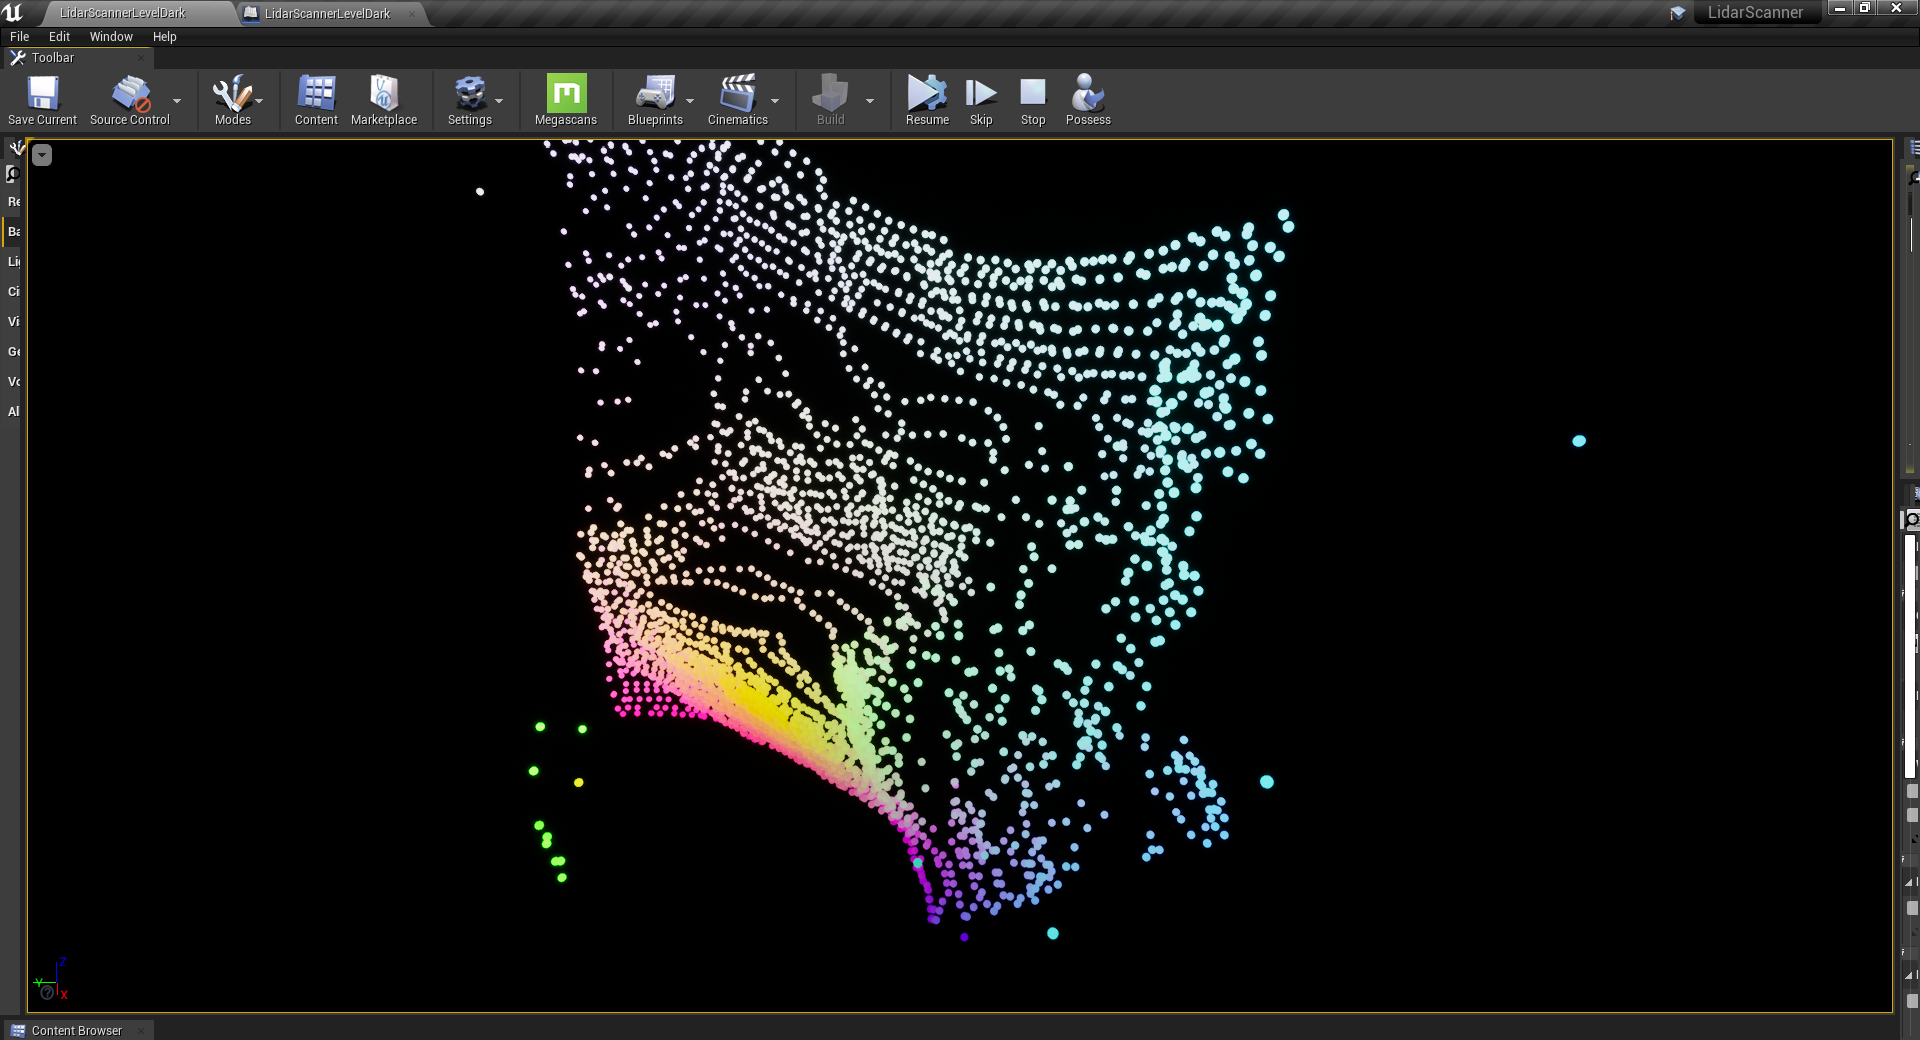 LidarScannerLevelDark
LidarScannerLevelDark
LidarScanner
File Edit Window Help
Toolbar
Save Current Source Control Modes Content Marketplace Settings Megascans Blueprints Cinematics Build Resume Skip Stop Possess
Re
Ba
Li
Ci
Vi
Ge
Vo
Al
Z
Y
X
Content Browser